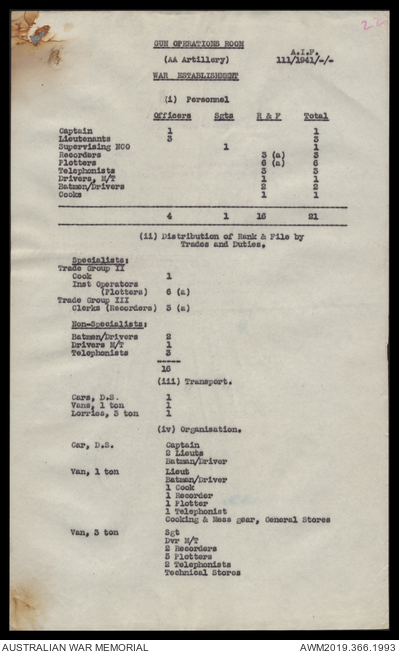 22
GUN OPERATIONS ROOM
A.I.F.
(AA Artillery) 111/1941/-/-
WAR ESTABLISHMENT
(i) Personnel
Officers Sgts R & F Total
Captain 1 1
Lieutenants 3 3
Supervising NCO 1 1
Recorders 3 (a) 3
Plotters 6 (a) 6
Telephonists 3 3
Drivers, M/T 1 1
Batmen/Drivers 2 2
Cooks 1 1
4 1 16 21
(ii) Distribution of Rank & File by
Trades and Duties.
Specialists:
Trade Group II
Cook 1
Inst Operators
(Plotters) 6 (a)
Trade Group III
Clerks (Recorders) 3 (a)
Non-Specialists:
Batmen/Drivers 2
Drivers M/T 1
Telephonists 3
16
(iii) Transport.
Cars, D.S. 1
Vans, 1 ton 1
Lorries, 3 ton 1
(iv) Organisation.
Car, D.S. Captain
2 Lieuts
Batman/Driver
Van, 1 ton Lieut
Batman/Driver
1 Cook
1 Recorder
1 Plotter
1 Telephonist
Cooking & Mess gear, General Stores
Van, 3 ton Sgt
Dvr M/T
2 Recorders
5 Plotters
2 Telephonists
Technical Stores
AUSTRALIAN WAR MEMORIAL AWM2019.366.1993